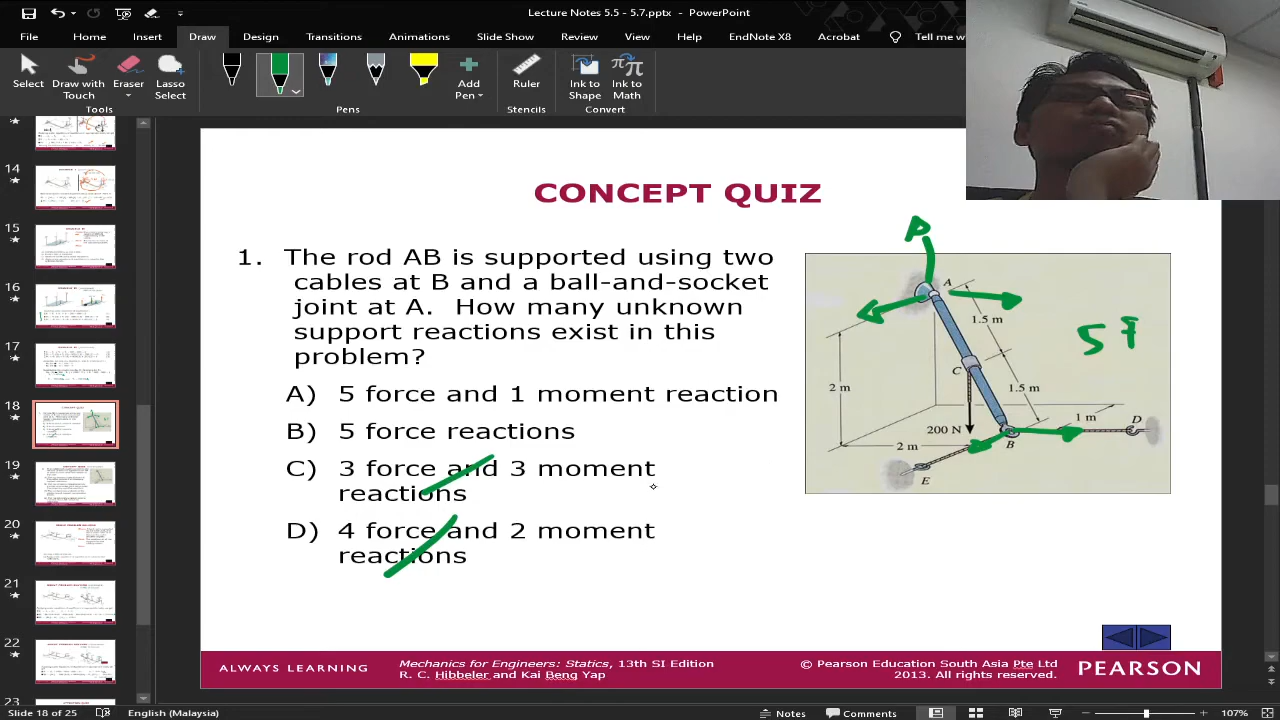 Lecture Notes 5.5 - 5.7.pptx - PowerPoint
File Home Insert Draw Design Transitions Animations Slide Show Review View Help EndNote X8 Acrobat Tell me w
Select Draw with Touch Eraser Lasso Select Add Pen Ruler Ink to Shape Ink to Math
Tools Pens Stencils Convert
14
15
16
22
23
CONCEPT QUIZ
1. The rod AB is supported using two
cables at B and a ball-and-socket
joint at A. How many unknown
support reactions exist in this
problem?
A) 5 force and 1 moment reaction
B) 5 force reactions
C) 3 force and 3 moment
reactions
D) 4 force and 2 moment
reactions
1.5 m
5 F
C
2 m
1.5 m
1 m
D
200 N
B
2 m
ALWAYS LEARNING
Mechanics for Engineers: Statics, 13th SI Edition
R. C. Hibbeler and Kai Beng Yap
© Pearson Education South Asia Pte Ltd
2013. All rights reserved.
PEARSON
Slide 18 of 25 English (Malaysia) Notes Comments 107%